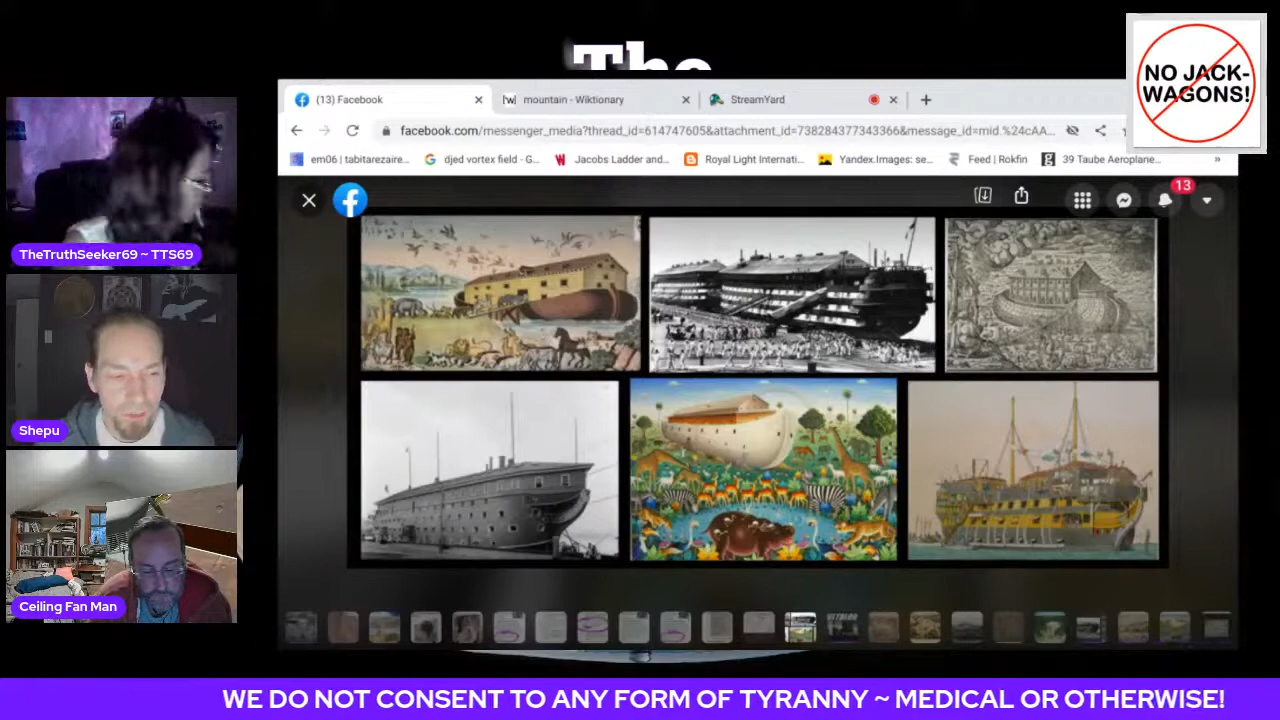 The
NO JACK-
WAGONS!
(13) Facebook
mountain - Wiktionary
StreamYard
facebook.com/messenger_media?thread_id=614747605&attachment_id=738284377343366&message_id=mid.%24cAA...
em06 | tabitarezaire...
djed vortex field - G...
Jacobs Ladder and...
Royal Light Internati...
Yandex.Images: se...
Feed | Rokfin
39 Taube Aeroplane...
»
13
TheTruthSeeker69 ~ TTS69
Shepu
Ceiling Fan Man
WE DO NOT CONSENT TO ANY FORM OF TYRANNY ~ MEDICAL OR OTHERWISE!